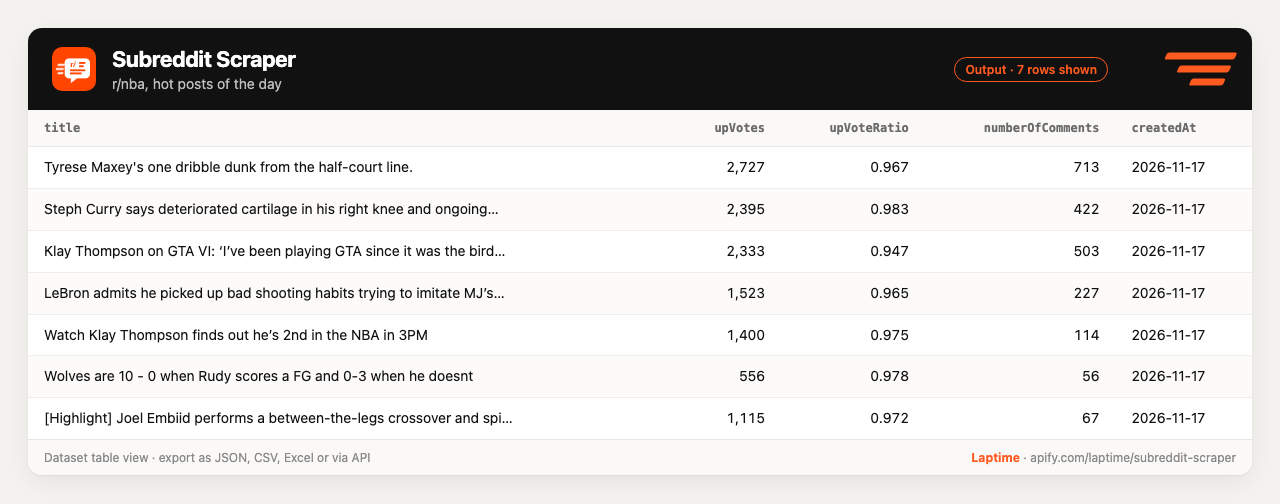 r/
Subreddit Scraper
r/nba, hot posts of the day
Output · 7 rows shown
title upVotes upVoteRatio numberOfComments createdAt
Tyrese Maxey's one dribble dunk from the half-court line. 2,727 0.967 713 2026-11-17
Steph Curry says deteriorated cartilage in his right knee and ongoing... 2,395 0.983 422 2026-11-17
Klay Thompson on GTA VI: ‘I’ve been playing GTA since it was the bird... 2,333 0.947 503 2026-11-17
LeBron admits he picked up bad shooting habits trying to imitate MJ’s... 1,523 0.965 227 2026-11-17
Watch Klay Thompson finds out he’s 2nd in the NBA in 3PM 1,400 0.975 114 2026-11-17
Wolves are 10 - 0 when Rudy scores a FG and 0-3 when he doesnt 556 0.978 56 2026-11-17
[Highlight] Joel Embiid performs a between-the-legs crossover and spi... 1,115 0.972 67 2026-11-17
Dataset table view · export as JSON, CSV, Excel or via API
Laptime · apify.com/laptime/subreddit-scraper